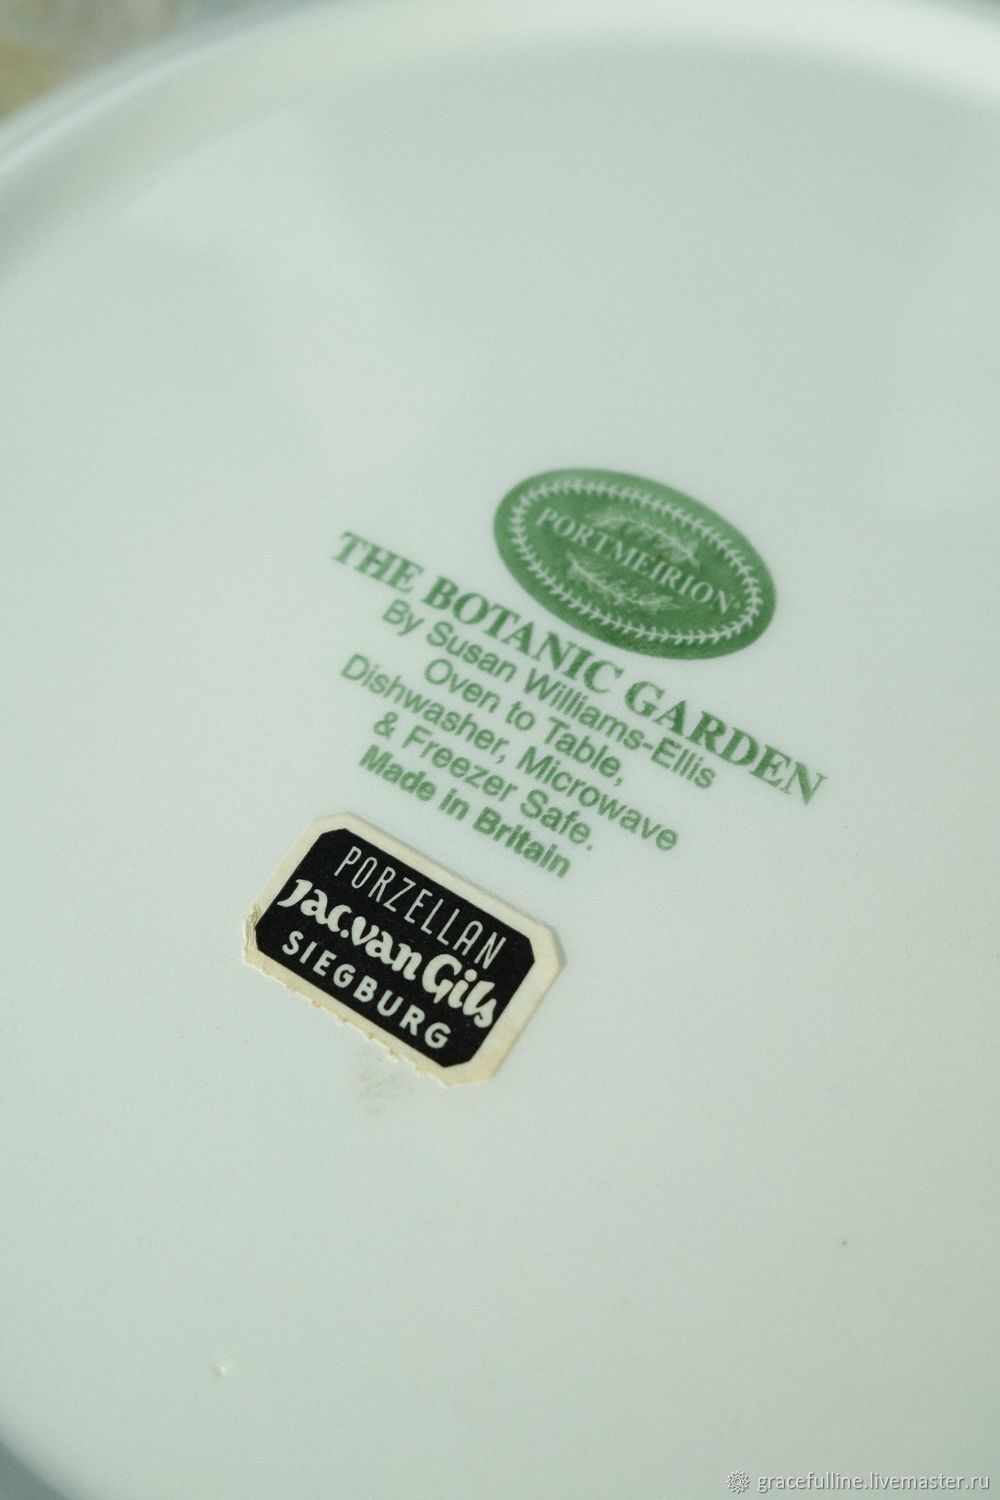 PORTMEIRION
THE BOTANIC GARDEN
By Susan Williams-Ellis
Oven to Table,
Dishwasher, Microwave
& Freezer Safe.
Made in Britain
PORZELLAN
Jac.van Gils
SIEGBURG
gracefulline.livemaster.ru